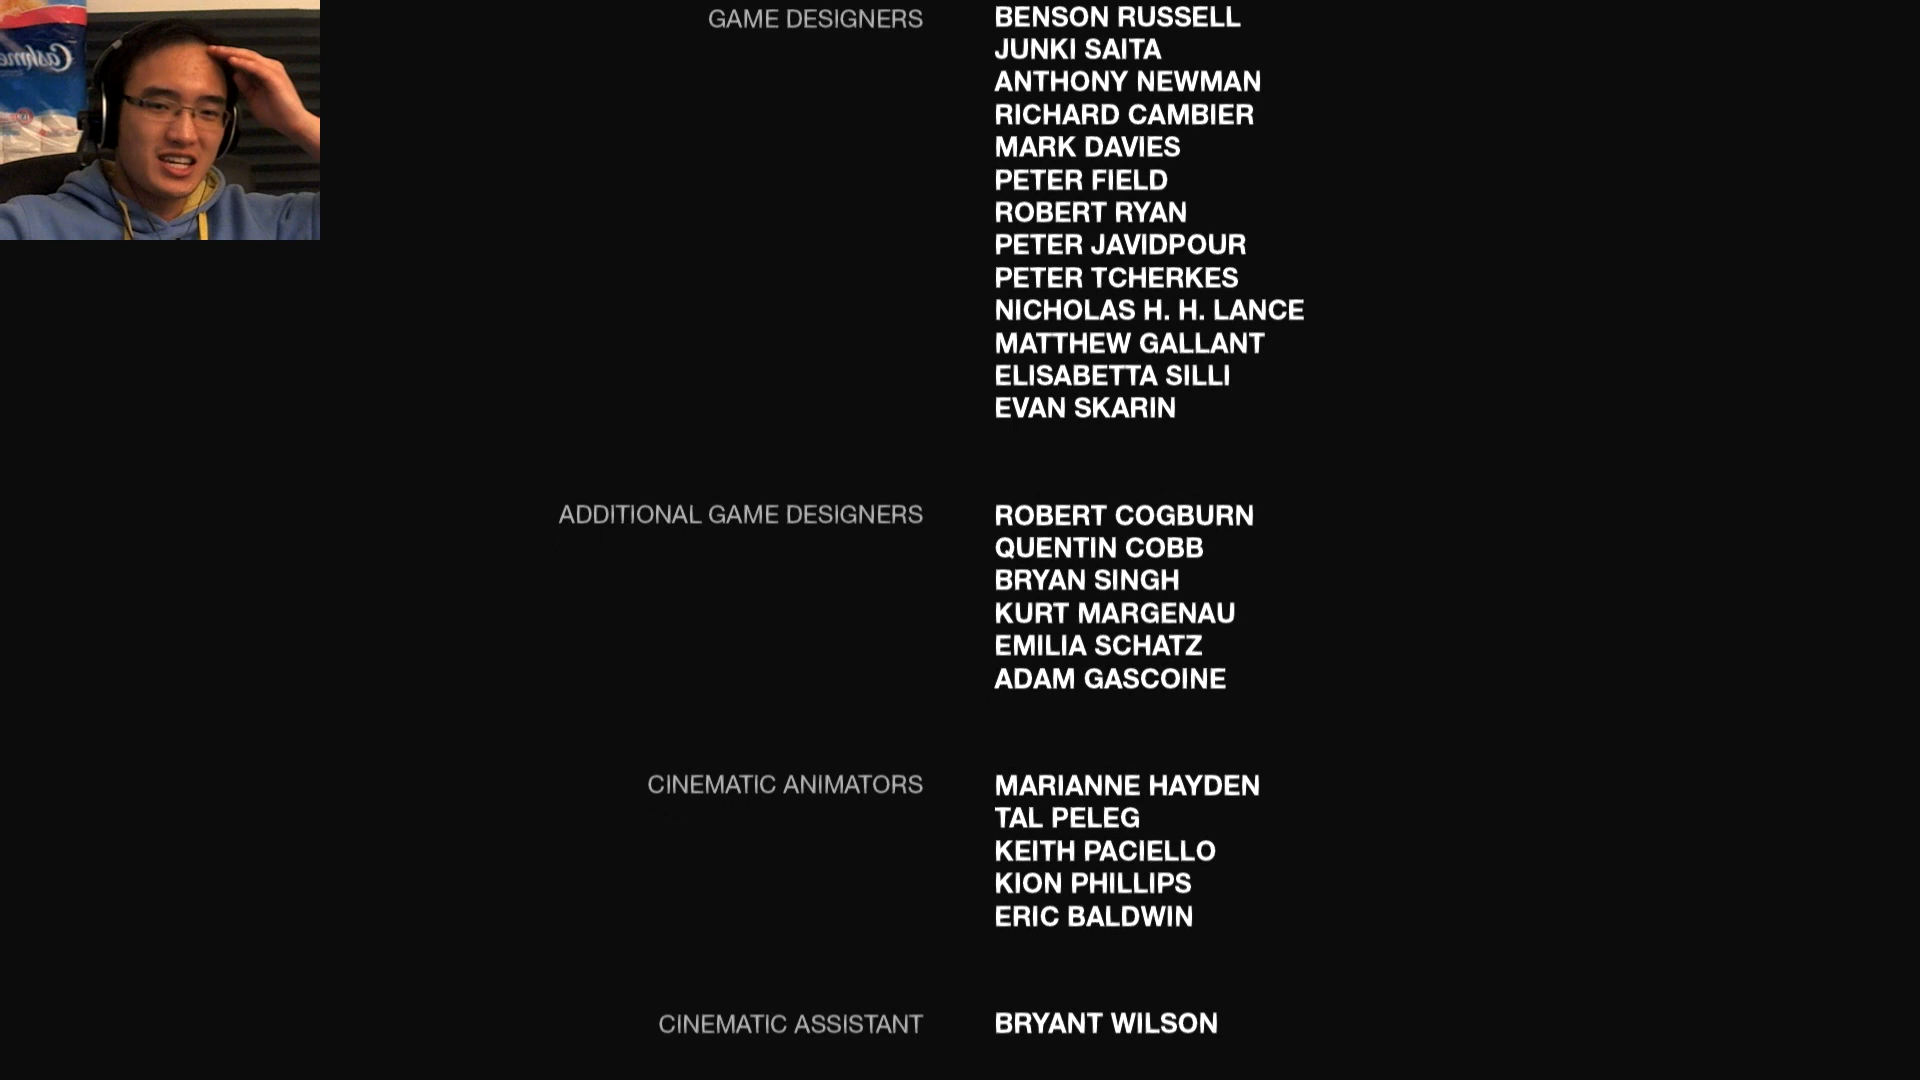 Cashme
GAME DESIGNERS
BENSON RUSSELL
JUNKI SAITA
ANTHONY NEWMAN
RICHARD CAMBIER
MARK DAVIES
PETER FIELD
ROBERT RYAN
PETER JAVIDPOUR
PETER TCHERKES
NICHOLAS H. H. LANCE
MATTHEW GALLANT
ELISABETTA SILLI
EVAN SKARIN
ADDITIONAL GAME DESIGNERS
ROBERT COGBURN
QUENTIN COBB
BRYAN SINGH
KURT MARGENAU
EMILIA SCHATZ
ADAM GASCOINE
CINEMATIC ANIMATORS
MARIANNE HAYDEN
TAL PELEG
KEITH PACIELLO
KION PHILLIPS
ERIC BALDWIN
CINEMATIC ASSISTANT
BRYANT WILSON